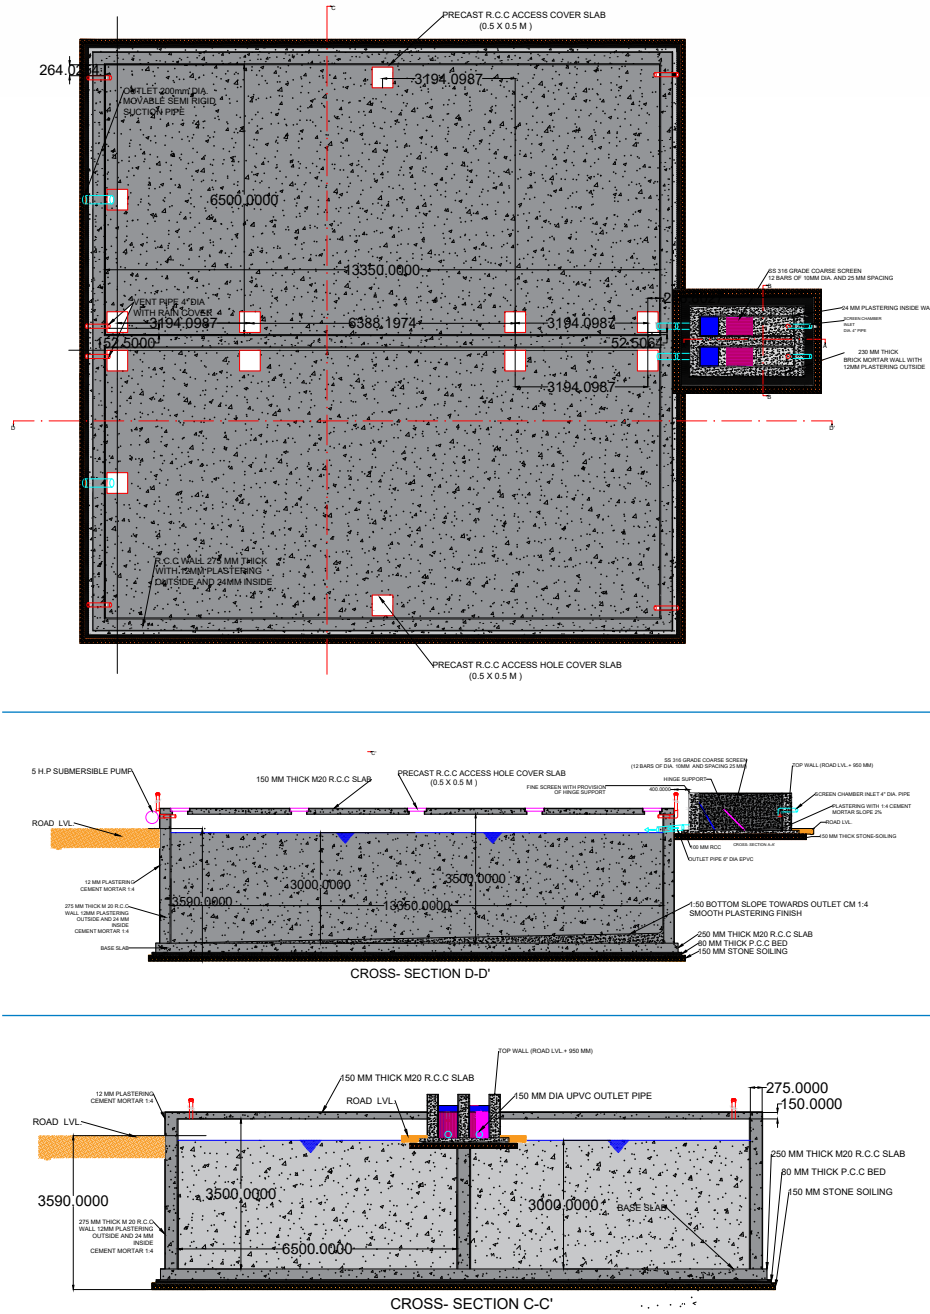 PRECAST R.C.C ACCESS COVER SLAB
(0.5 X 0.5 M )
3194.0987
OUTLET 200mm DIA
MOVABLE SEMI RIGID
SUCTION PIPE
6500.0000
13350.0000
SS 316 GRADE COARSE SCREEN
12 BARS OF 10MM DIA. AND 25 MM SPACING
VENT PIPE 4" DIA
WITH RAIN COVER
24 MM PLASTERING INSIDE WA
SCREEN CHAMBER
INLET
DIA. 4" PIPE
3194.0987
6388.1974
3194.0987
152.5000
230 MM THICK
BRICK MORTAR WALL WITH
12MM PLASTERING OUTSIDE
3194.0987
R.C.C WALL 275 MM THICK
WITH 12MM PLASTERING
OUTSIDE AND 24MM INSIDE
PRECAST R.C.C ACCESS HOLE COVER SLAB
(0.5 X 0.5 M )
SS 316 GRADE COARSE SCREEN
(12 BARS OF DIA. 10MM AND SPACING 25 MM)
TOP WALL (ROAD LVL.+ 950 MM)
5 H.P SUBMERSIBLE PUMP
150 MM THICK M20 R.C.C SLAB
PRECAST R.C.C ACCESS HOLE COVER SLAB
(0.5 X 0.5 M )
HINGE SUPPORT
FINE SCREEN WITH PROVISION
OF HINGE SUPPORT
400.0000
SCREEN CHAMBER INLET 4" DIA. PIPE
PLASTERING WITH 1:4 CEMENT
MORTAR SLOPE 2%
ROAD LVL.
ROAD LVL.
150 MM THICK STONE-SOILING
100 MM RCC
CROSS- SECTION A-A'
OUTLET PIPE 6" DIA EPVC
12 MM PLASTERING
CEMENT MORTAR 1:4
3000.0000
3500.0000
3590.0000
13350.0000
275 MM THICK M 20 R.C.C
WALL 12MM PLASTERING
OUTSIDE AND 24 MM
INSIDE
CEMENT MORTAR 1:4
1:50 BOTTOM SLOPE TOWARDS OUTLET CM 1:4
SMOOTH PLASTERING FINISH
BASE SLAB
250 MM THICK M20 R.C.C SLAB
80 MM THICK P.C.C BED
150 MM STONE SOILING
CROSS- SECTION D-D'
TOP WALL (ROAD LVL.+ 950 MM)
150 MM THICK M20 R.C.C SLAB
275.0000
12 MM PLASTERING
CEMENT MORTAR 1:4
ROAD LVL.
150 MM DIA UPVC OUTLET PIPE
150.0000
ROAD LVL.
250 MM THICK M20 R.C.C SLAB
80 MM THICK P.C.C BED
3590.0000
3500.0000
3000.0000
BASE SLAB
150 MM STONE SOILING
275 MM THICK M 20 R.C.C
WALL 12MM PLASTERING
OUTSIDE AND 24 MM
INSIDE
CEMENT MORTAR 1:4
6500.0000
CROSS- SECTION C-C'